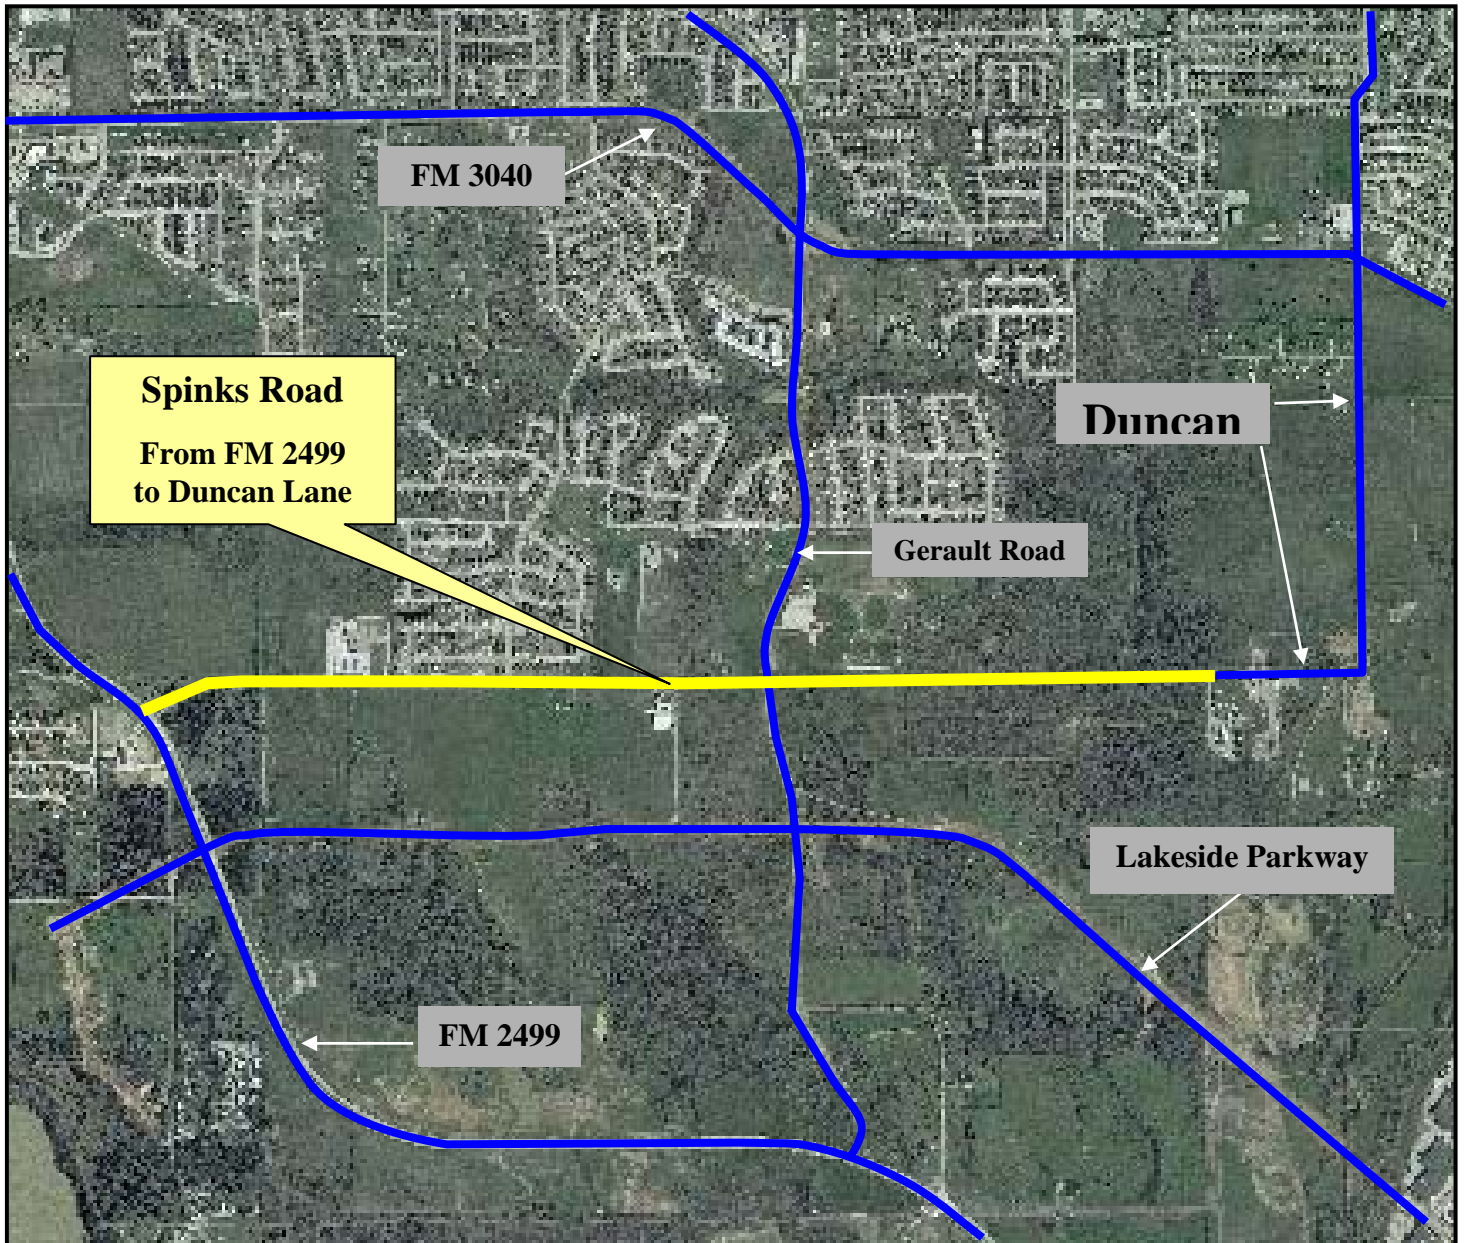 FM 3040
Spinks Road
From FM 2499
to Duncan Lane
Duncan
Gerault Road
Lakeside Parkway
FM 2499